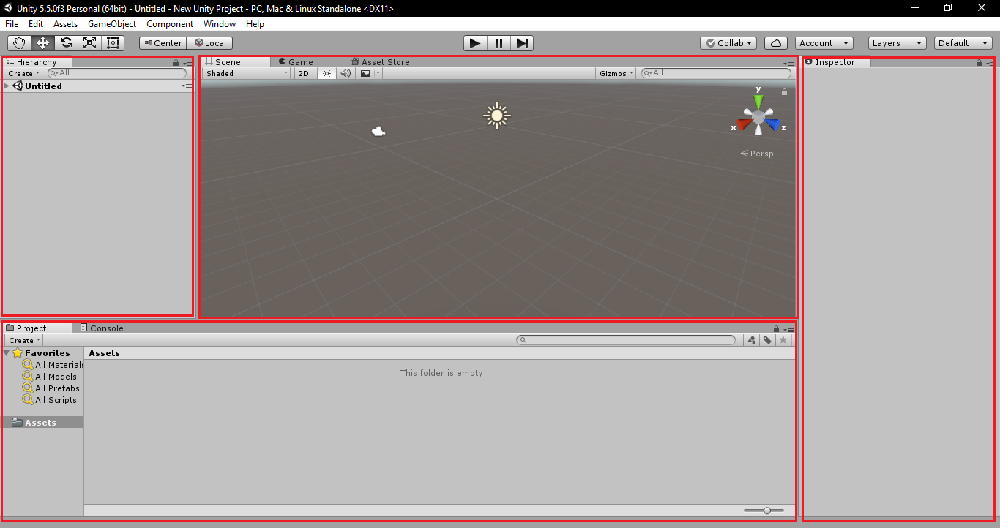 Unity 5.5.0f3 Personal (64bit) - Untitled - New Unity Project - PC, Mac & Linux Standalone <DX11>
File Edit Assets GameObject Component Window Help
Center Local Collab Account Layers Default
Hierarchy
Create All
Untitled
Scene Game Asset Store
Shaded 2D Gizmos All
y
x z
Persp
Inspector
Project Console
Create
Favorites
All Materials
All Models
All Prefabs
All Scripts
Assets
Assets
This folder is empty